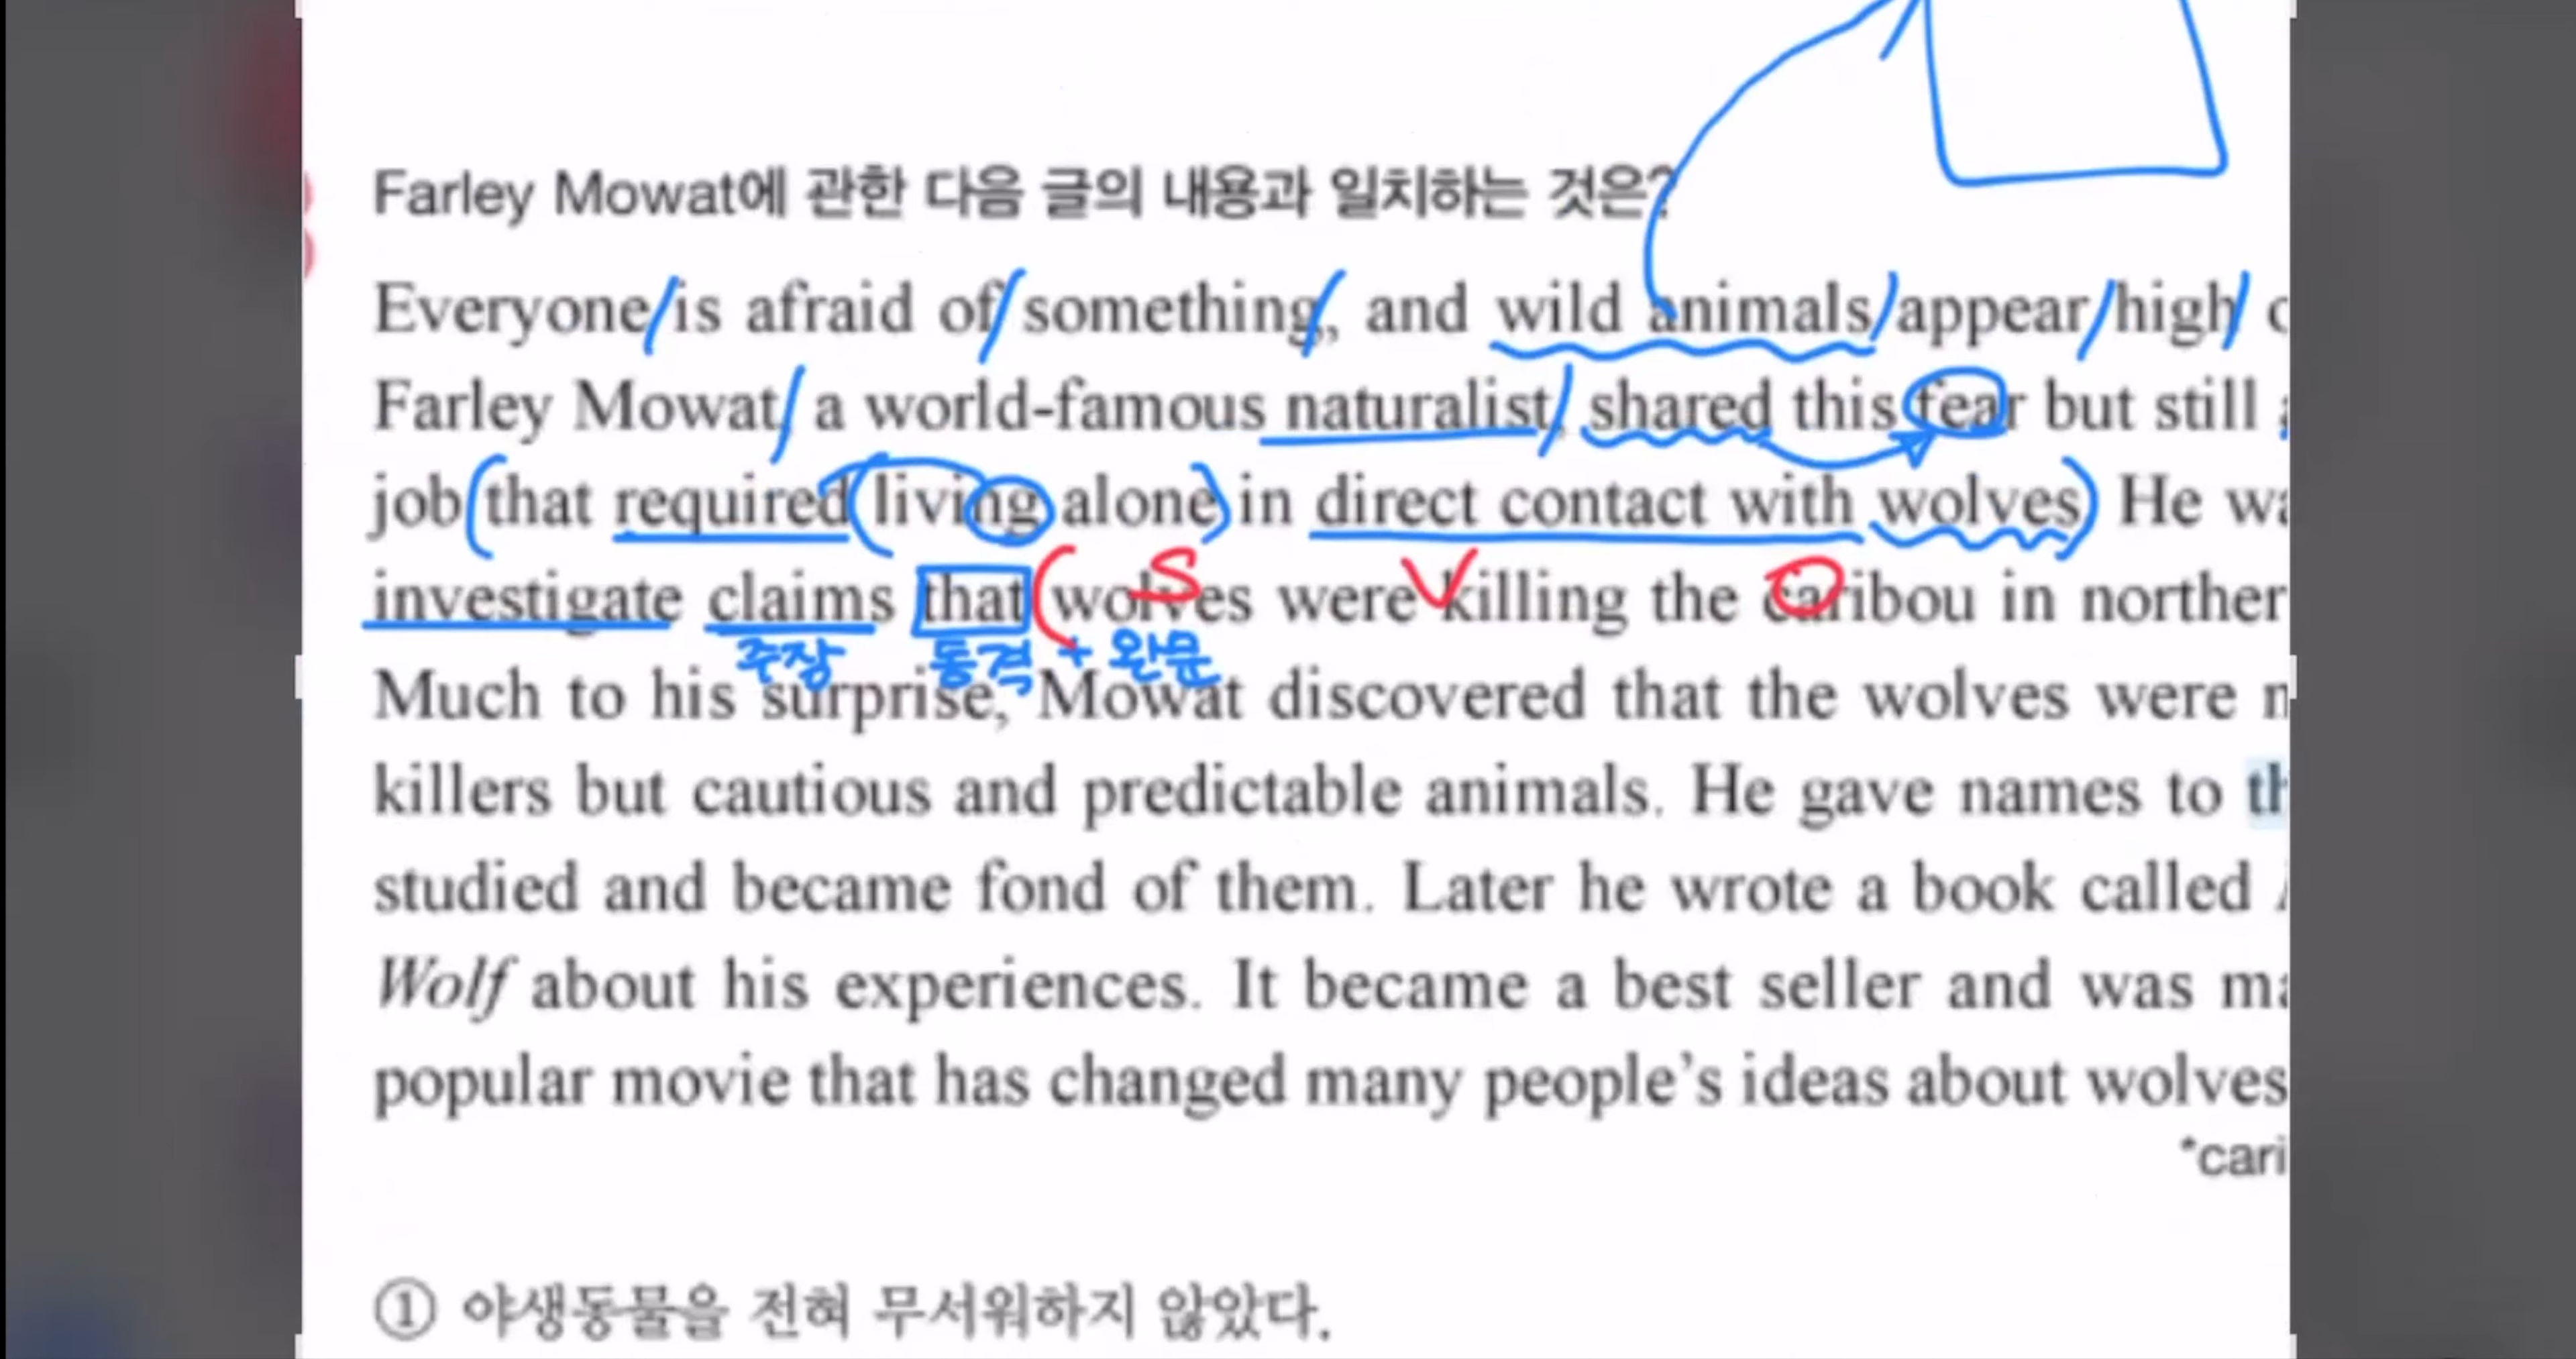 Farley Mowat에 관한 다음 글의 내용과 일치하는 것은?
Everyone is afraid of something, and wild animals appear high
Farley Mowat, a world-famous naturalist, shared this fear but still
job that required living alone in direct contact with wolves He
S V O
investigate claims that wolves were killing the caribou in norther
주장 동격 + 완문
Much to his surprise, Mowat discovered that the wolves were
killers but cautious and predictable animals. He gave names to th
studied and became fond of them. Later he wrote a book called
Wolf about his experiences. It became a best seller and was
popular movie that has changed many people's ideas about wolves
*cari
① 야생동물을 전혀 무서워하지 않았다.